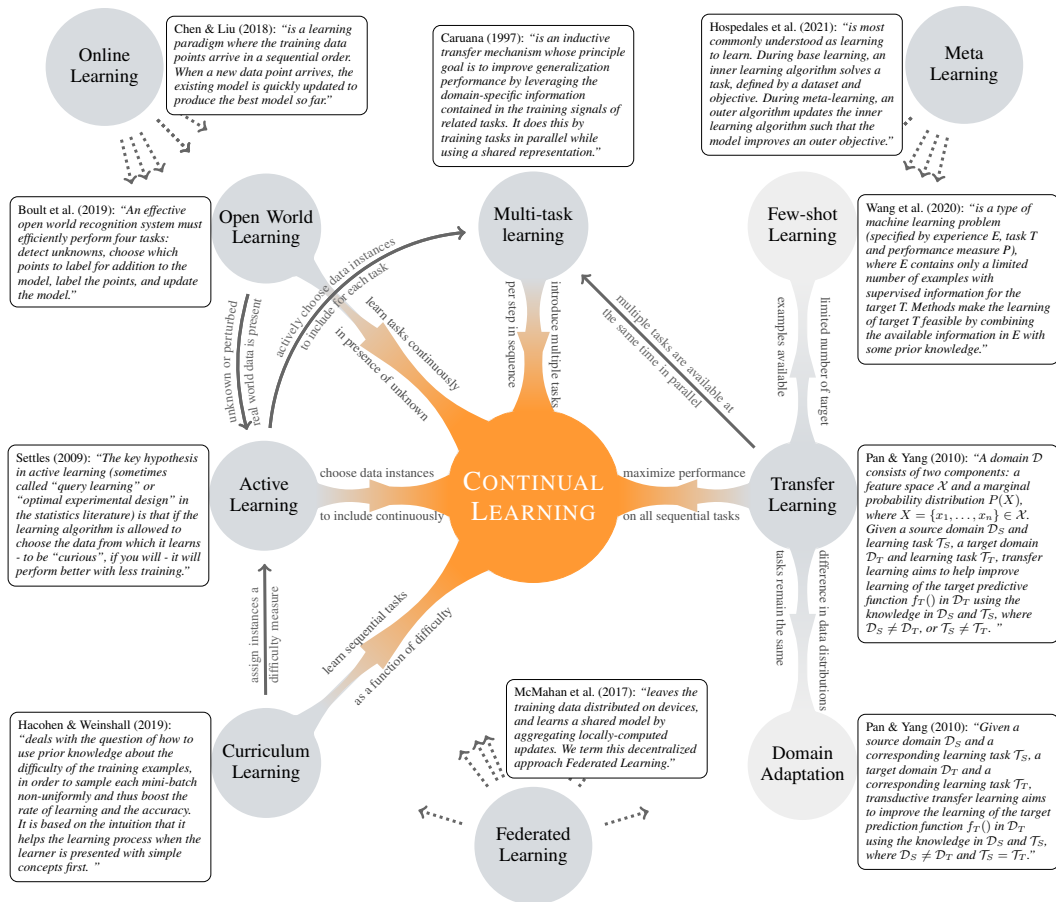 Online
Learning
Chen & Liu (2018): “is a learning
paradigm where the training data
points arrive in a sequential order.
When a new data point arrives, the
existing model is quickly updated to
produce the best model so far.”
Caruana (1997): “is an inductive
transfer mechanism whose principle
goal is to improve generalization
performance by leveraging the
domain-specific information
contained in the training signals of
related tasks. It does this by
training tasks in parallel while
using a shared representation.”
Hospedales et al. (2021): “is most
commonly understood as learning
to learn. During base learning, an
inner learning algorithm solves a
task, defined by a dataset and
objective. During meta-learning, an
outer algorithm updates the inner
learning algorithm such that the
model improves an outer objective.”
Meta
Learning
Boult et al. (2019): “An effective
open world recognition system must
efficiently perform four tasks:
detect unknowns, choose which
points to label for addition to the
model, label the points, and update
the model.”
Open World
Learning
Multi-task
learning
Few-shot
Learning
Wang et al. (2020): “is a type of
machine learning problem
(specified by experience E, task T
and performance measure P),
where E contains only a limited
number of examples with
supervised information for the
target T. Methods make the learning
of target T feasible by combining
the available information in E with
some prior knowledge.”
unknown or perturbed
real world data is present
actively choose data instances
to include for each task
learn tasks continuously
in presence of unknown
per step in sequence
introduce multiple tasks
multiple tasks are available at
the same time in parallel
examples available
limited number of target
Settles (2009): “The key hypothesis
in active learning (sometimes
called “query learning” or
“optimal experimental design” in
the statistics literature) is that if the
learning algorithm is allowed to
choose the data from which it learns
- to be “curious”, if you will - it will
perform better with less training.”
Active
Learning
choose data instances
to include continuously
CONTINUAL
LEARNING
maximize performance
on all sequential tasks
Transfer
Learning
Pan & Yang (2010): “A domain 𝒟
consists of two components: a
feature space 𝒳 and a marginal
probability distribution P(X),
where X = {x₁, . . . , xₙ} ∈ 𝒳.
Given a source domain 𝒟_S and
learning task 𝒯_S, a target domain
𝒟_T and learning task 𝒯_T, transfer
learning aims to help improve
learning of the target predictive
function f_T() in 𝒟_T using the
knowledge in 𝒟_S and 𝒯_S, where
𝒟_S ≠ 𝒟_T, or 𝒯_S ≠ 𝒯_T. ”
assign instances a
difficulty measure
learn sequential tasks
as a function of difficulty
tasks remain the same
difference in data distributions
Hacohen & Weinshall (2019):
“deals with the question of how to
use prior knowledge about the
difficulty of the training examples,
in order to sample each mini-batch
non-uniformly and thus boost the
rate of learning and the accuracy.
It is based on the intuition that it
helps the learning process when the
learner is presented with simple
concepts first. ”
Curriculum
Learning
McMahan et al. (2017): “leaves the
training data distributed on devices,
and learns a shared model by
aggregating locally-computed
updates. We term this decentralized
approach Federated Learning.”
Federated
Learning
Domain
Adaptation
Pan & Yang (2010): “Given a
source domain 𝒟_S and a
corresponding learning task 𝒯_S, a
target domain 𝒟_T and a
corresponding learning task 𝒯_T,
transductive transfer learning aims
to improve the learning of the target
prediction function f_T() in 𝒟_T
using the knowledge in 𝒟_S and 𝒯_S,
where 𝒟_S ≠ 𝒟_T and 𝒯_S = 𝒯_T.”